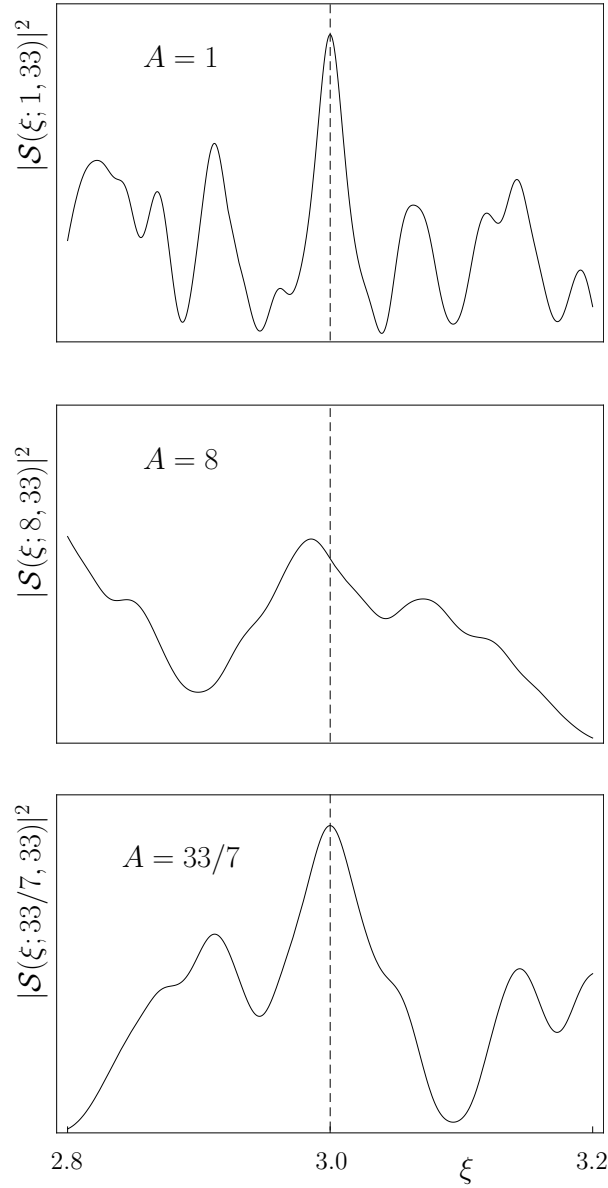 |𝓢(ξ; 1, 33)|²
A = 1
|𝓢(ξ; 8, 33)|²
A = 8
|𝓢(ξ; 33/7, 33)|²
A = 33/7
2.8 3.0 ξ 3.2